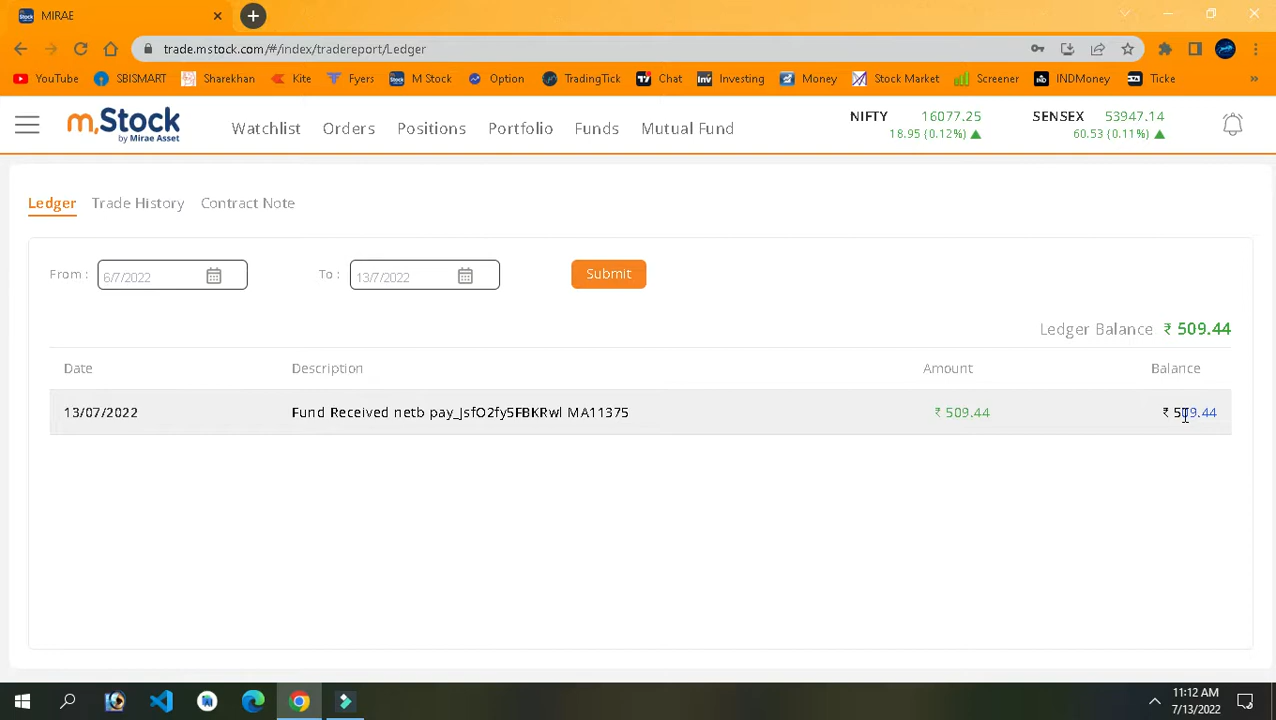 MIRAE
trade.mstock.com/#/index/tradereport/Ledger
YouTube SBISMART Sharekhan Kite Fyers M Stock Option TradingTick Chat Investing Money Stock Market Screener INDMoney Ticke
m.Stock
by Mirae Asset
Watchlist Orders Positions Portfolio Funds Mutual Fund
NIFTY 16077.25
18.95 (0.12%)
SENSEX 53947.14
60.53 (0.11%)
Ledger Trade History Contract Note
From : 6/7/2022 To : 13/7/2022 Submit
Ledger Balance ₹ 509.44
Date Description Amount Balance
13/07/2022 Fund Received netb pay_JsfO2fy5FBKRwl MA11375 ₹ 509.44 ₹ 509.44
11:12 AM
7/13/2022